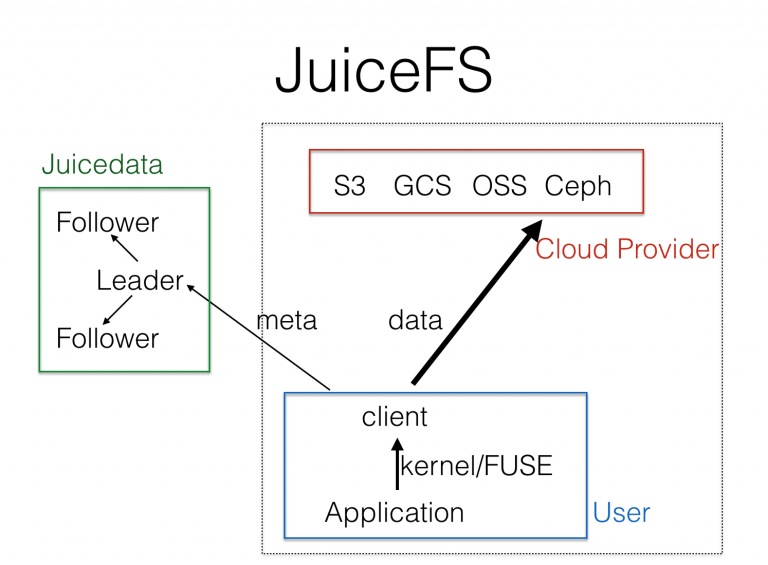 JuiceFS
Juicedata
Follower
Leader
Follower
S3 GCS OSS Ceph
Cloud Provider
meta
data
client
kernel/FUSE
Application
User